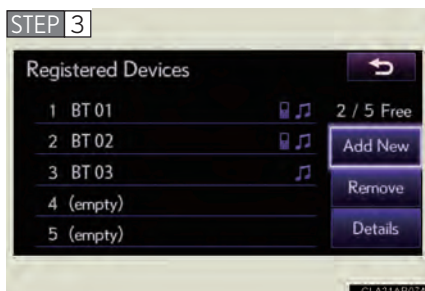 STEP 3
Registered Devices
1 BT 01
2 / 5 Free
2 BT 02
Add New
3 BT 03
Remove
4 (empty)
5 (empty)
Details